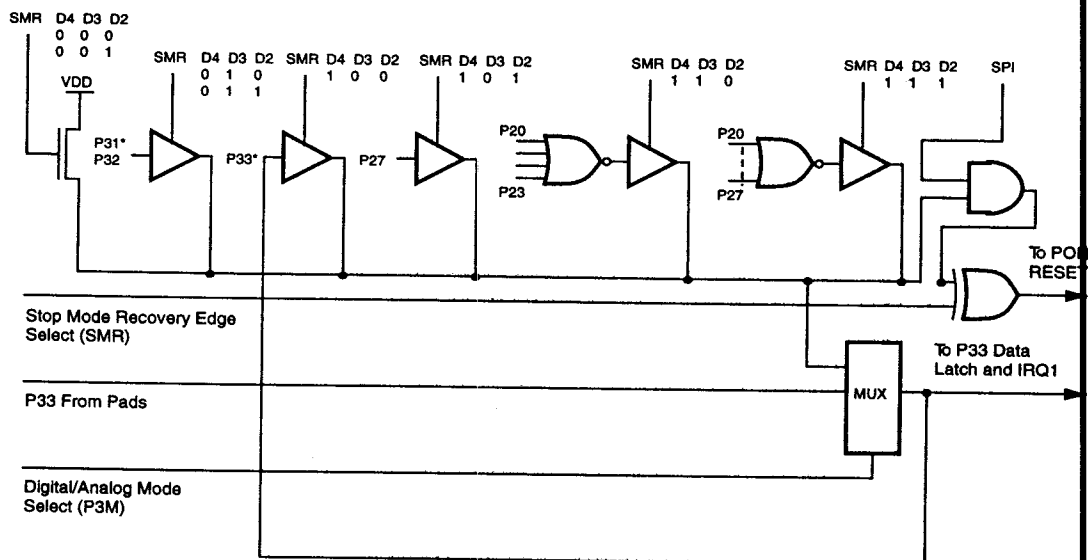 SMR D4 D3 D2
0 0 0
0 0 1
VDD
SMR D4 D3 D2
0 1 0
0 1 1
P31*
P32
SMR D4 D3 D2
1 0 0
P33*
SMR D4 D3 D2
1 0 1
P27
SMR D4 D3 D2
1 1 0
P20
P23
SMR D4 D3 D2
1 1 1
P20
P27
SPI
To
RESET
Stop Mode Recovery Edge
Select (SMR)
To P33 Data
Latch and IRQ1
MUX
P33 From Pads
Digital/Analog Mode
Select (P3M)